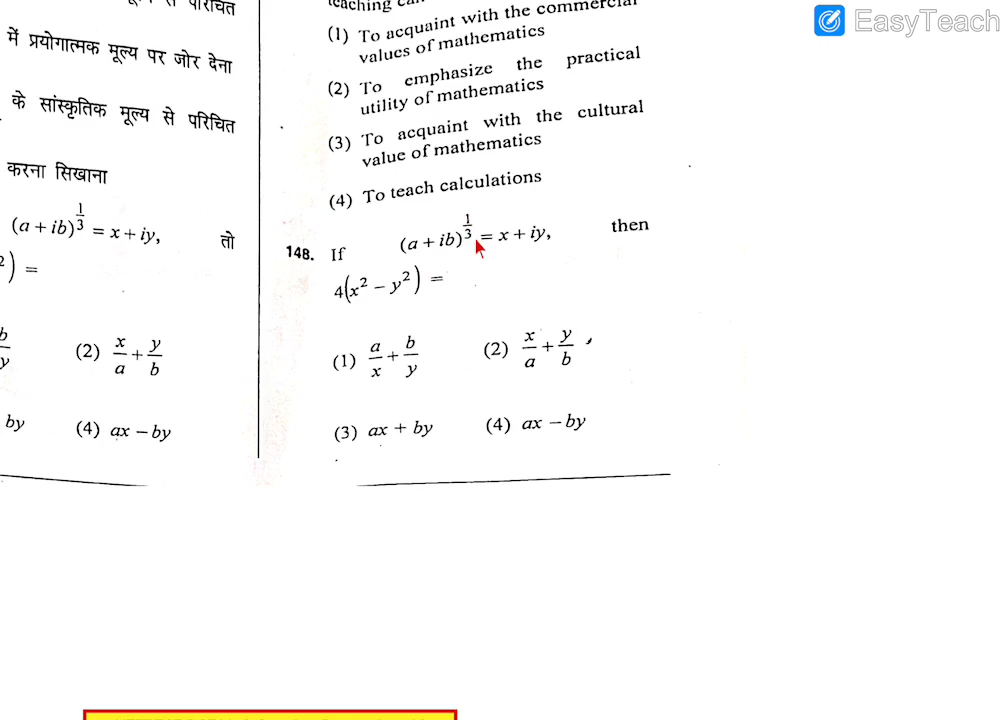 EasyTeach
से परिचित
में प्रयोगात्मक मूल्य पर जोर देना
के सांस्कृतिक मूल्य से परिचित
करना सिखाना
(a + ib)^{1/3} = x + iy, तो
²) =
b/y (2) x/a + y/b
by (4) ax − by
teaching
(1) To acquaint with the commercial
values of mathematics
(2) To emphasize the practical
utility of mathematics
(3) To acquaint with the cultural
value of mathematics
(4) To teach calculations
148. If (a + ib)^{1/3} = x + iy, then
4(x² − y²) =
(1) a/x + b/y (2) x/a + y/b
(3) ax + by (4) ax − by